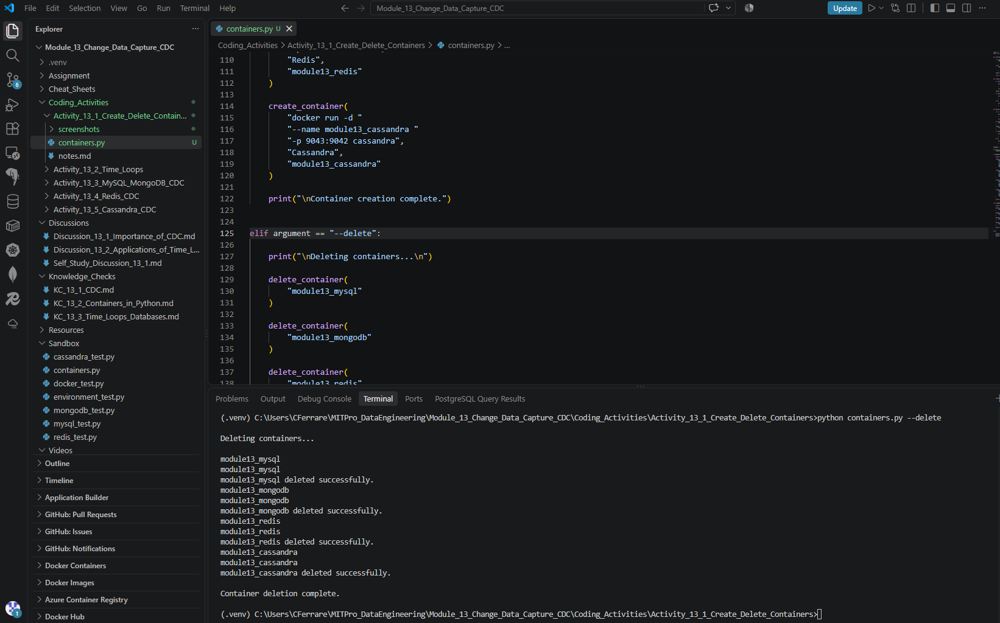 File Edit Selection View Go Run Terminal Help
Module_13_Change_Data_Capture_CDC
Update
Explorer
Module_13_Change_Data_Capture_CDC
.venv
Assignment
Cheat_Sheets
Coding_Activities
Activity_13_1_Create_Delete_Contain...
screenshots
containers.py U
notes.md
Activity_13_2_Time_Loops
Activity_13_3_MySQL_MongoDB_CDC
Activity_13_4_Redis_CDC
Activity_13_5_Cassandra_CDC
Discussions
Discussion_13_1_Importance_of_CDC.md
Discussion_13_2_Applications_of_Time_L...
Self_Study_Discussion_13_1.md
Knowledge_Checks
KC_13_1_CDC.md
KC_13_2_Containers_in_Python.md
KC_13_3_Time_Loops_Databases.md
Resources
Sandbox
cassandra_test.py
containers.py
docker_test.py
environment_test.py
mongodb_test.py
mysql_test.py
redis_test.py
Videos
Outline
Timeline
Application Builder
GitHub: Pull Requests
GitHub: Issues
GitHub: Notifications
Docker Containers
Docker Images
Azure Container Registry
Docker Hub
6
1
containers.py U
Coding_Activities > Activity_13_1_Create_Delete_Containers > containers.py > ...
110 "Redis",
111 "module13_redis"
112 )
113
114 create_container(
115 "docker run -d "
116 "--name module13_cassandra "
117 "-p 9043:9042 cassandra",
118 "Cassandra",
119 "module13_cassandra"
120 )
121
122 print("\nContainer creation complete.")
123
124
125 elif argument == "--delete":
126
127 print("\nDeleting containers...\n")
128
129 delete_container(
130 "module13_mysql"
131 )
132
133 delete_container(
134 "module13_mongodb"
135 )
136
137 delete_container(
138 "module13_redis"
Problems Output Debug Console Terminal Ports PostgreSQL Query Results
(.venv) C:\Users\CFerrare\MITPro_DataEngineering\Module_13_Change_Data_Capture_CDC\Coding_Activities\Activity_13_1_Create_Delete_Containers>python containers.py --delete
Deleting containers...
module13_mysql
module13_mysql
module13_mysql deleted successfully.
module13_mongodb
module13_mongodb
module13_mongodb deleted successfully.
module13_redis
module13_redis
module13_redis deleted successfully.
module13_cassandra
module13_cassandra
module13_cassandra deleted successfully.
Container deletion complete.
(.venv) C:\Users\CFerrare\MITPro_DataEngineering\Module_13_Change_Data_Capture_CDC\Coding_Activities\Activity_13_1_Create_Delete_Containers>